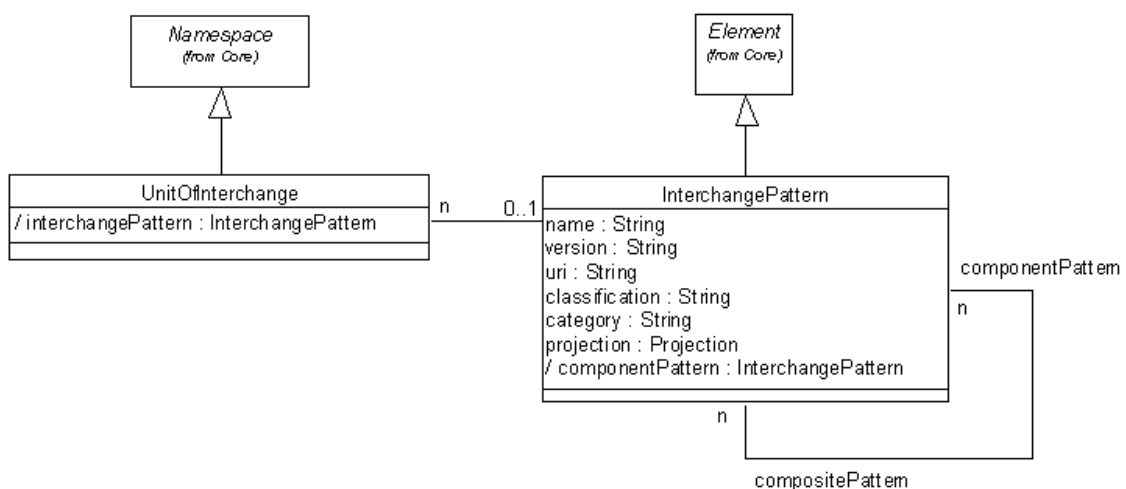 Namespace
(from Core)
Element
(from Core)
UnitOfInterchange
/ interchangePattern : InterchangePattern
n
0..1
InterchangePattern
name : String
version : String
uri : String
classification : String
category : String
projection : Projection
/ componentPattern : InterchangePattern
componentPattern
n
n
compositePattern